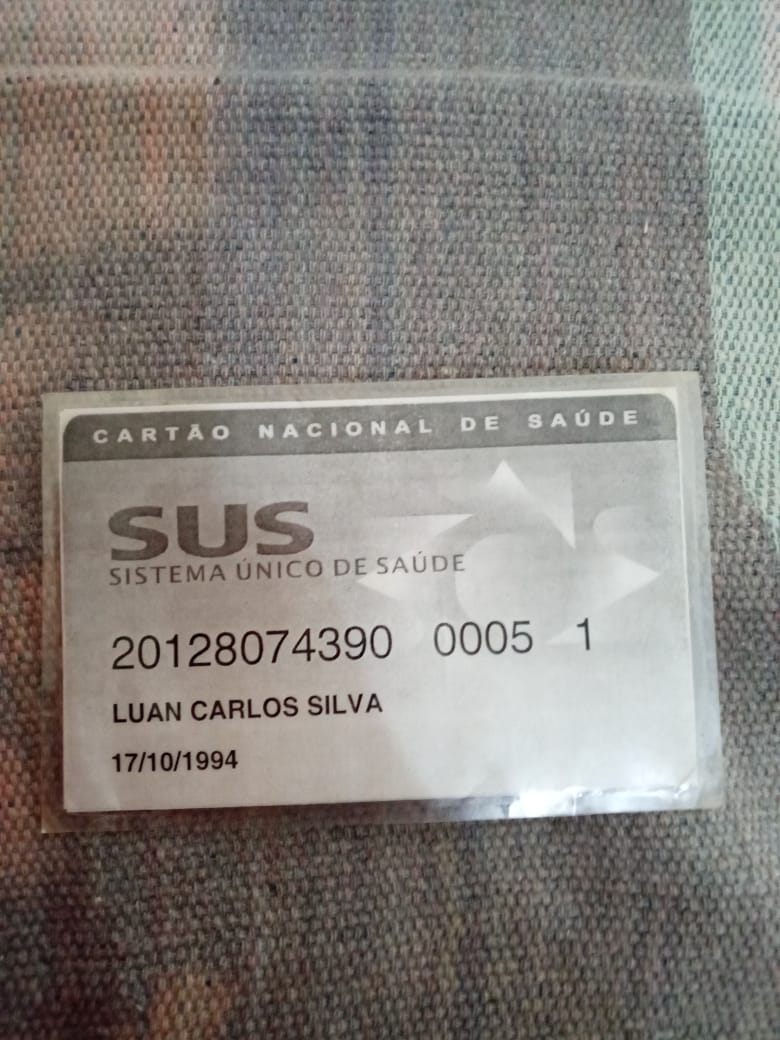 CARTÃO NACIONAL DE SAÚDE
SUS
SISTEMA ÚNICO DE SAÚDE
20128074390 0005 1
LUAN CARLOS SILVA
17/10/1994